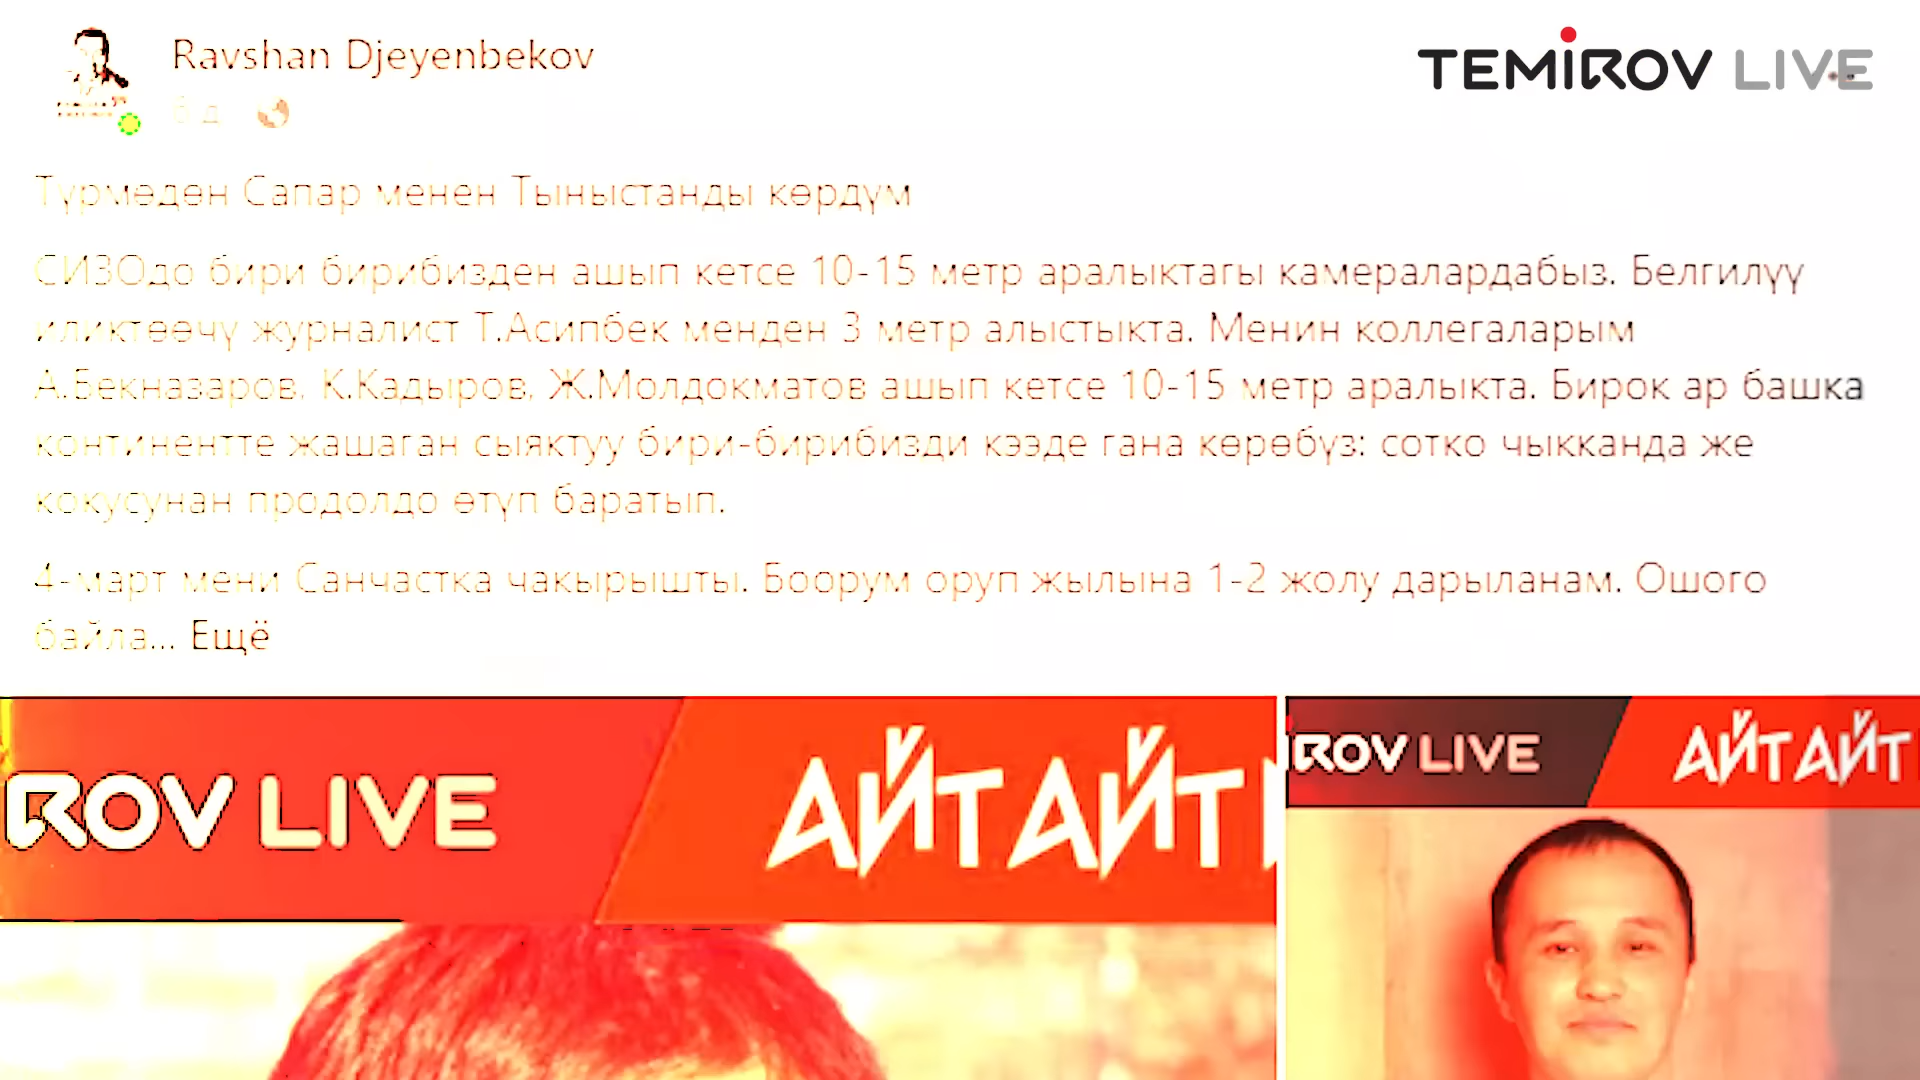 Ravshan Djeyenbekov
TEMIROV LIVE
6 д
Түрмөдөн Сапар менен Тыныстанды көрдүм
СИЗОдо бири бирибизден ашып кетсе 10-15 метр аралыктагы камералардабыз. Белгилүү
иликтөөчү журналист Т.Асипбек менден 3 метр алыстыкта. Менин коллегаларым
А.Бекназаров, К.Кадыров, Ж.Молдокматов ашып кетсе 10-15 метр аралыкта. Бирок ар башка
континентте жашаган сыяктуу бири-бирибизди кээде гана көрөбүз: сотко чыкканда же
кокусунан продолдо өтүп баратып.
4-март мени Санчастка чакырышты. Боорум оруп жылына 1-2 жолу дарыланам. Ошого
байла... Ещё
ROV LIVE
АЙТ АЙТ
ROV LIVE
АЙТ АЙТ